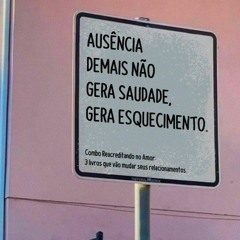 AUSÊNCIA
DEMAIS NÃO
GERA SAUDADE,
GERA ESQUECIMENTO.
Combo Reacreditando no Amor:
3 livros que vão mudar seus relacionamentos.